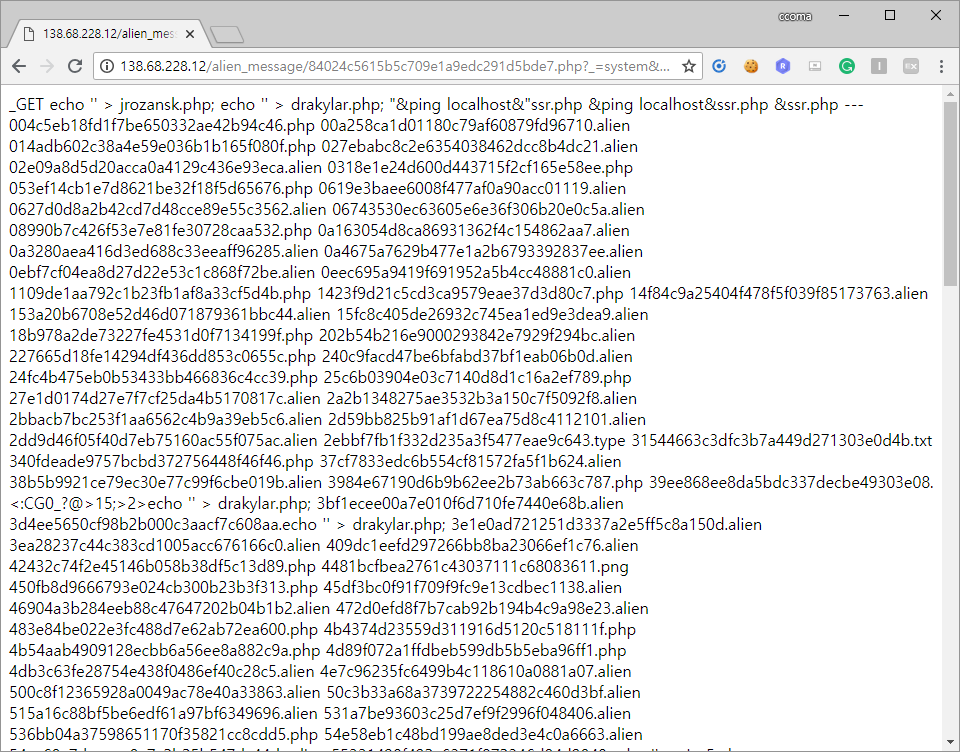 ccoma
138.68.228.12/alien_mes
138.68.228.12/alien_message/84024c5615b5c709e1a9edc291d5bde7.php?_=system&...
_GET echo '' > jrozansk.php; echo '' > drakylar.php; "&ping localhost&"ssr.php &ping localhost&ssr.php &ssr.php ---
004c5eb18fd1f7be650332ae42b94c46.php 00a258ca1d01180c79af60879fd96710.alien
014adb602c38a4e59e036b1b165f080f.php 027ebabc8c2e6354038462dcc8b4dc21.alien
02e09a8d5d20acca0a4129c436e93eca.alien 0318e1e24d600d443715f2cf165e58ee.php
053ef14cb1e7d8621be32f18f5d65676.php 0619e3baee6008f477af0a90acc01119.alien
0627d0d8a2b42cd7d48cce89e55c3562.alien 06743530ec63605e6e36f306b20e0c5a.alien
08990b7c426f53e7e81fe30728caa532.php 0a163054d8ca86931362f4c154862aa7.alien
0a3280aea416d3ed688c33eeaff96285.alien 0a4675a7629b477e1a2b6793392837ee.alien
0ebf7cf04ea8d27d22e53c1c868f72be.alien 0eec695a9419f691952a5b4cc48881c0.alien
1109de1aa792c1b23fb1af8a33cf5d4b.php 1423f9d21c5cd3ca9579eae37d3d80c7.php 14f84c9a25404f478f5f039f85173763.alien
153a20b6708e52d46d071879361bbc44.alien 15fc8c405de26932c745ea1ed9e3dea9.alien
18b978a2de73227fe4531d0f7134199f.php 202b54b216e9000293842e7929f294bc.alien
227665d18fe14294df436dd853c0655c.php 240c9facd47be6bfabd37bf1eab06b0d.alien
24fc4b475eb0b53433bb466836c4cc39.php 25c6b03904e03c7140d8d1c16a2ef789.php
27e1d0174d27e7f7cf25da4b5170817c.alien 2a2b1348275ae3532b3a150c7f5092f8.alien
2bbacb7bc253f1aa6562c4b9a39eb5c6.alien 2d59bb825b91af1d67ea75d8c4112101.alien
2dd9d46f05f40d7eb75160ac55f075ac.alien 2ebbf7fb1f332d235a3f5477eae9c643.type 31544663c3dfc3b7a449d271303e0d4b.txt
340fdeade9757bcbd372756448f46f46.php 37cf7833edc6b554cf81572fa5f1b624.alien
38b5b9921ce79ec30e77c99f6cbe019b.alien 3984e67190d6b9b62ee2b73ab663c787.php 39ee868ee8da5bdc337decbe49303e08.
<:CG0_?@>15;>2>echo '' > drakylar.php; 3bf1ecee00a7e010f6d710fe7440e68b.alien
3d4ee5650cf98b2b000c3aacf7c608aa.echo '' > drakylar.php; 3e1e0ad721251d3337a2e5ff5c8a150d.alien
3ea28237c44c383cd1005acc676166c0.alien 409dc1eefd297266bb8ba23066ef1c76.alien
42432c74f2e45146b058b38df5c13d89.php 4481bcfbea2761c43037111c68083611.png
450fb8d9666793e024cb300b23b3f313.php 45df3bc0f91f709f9fc9e13cdbec1138.alien
46904a3b284eeb88c47647202b04b1b2.alien 472d0efd8f7b7cab92b194b4c9a98e23.alien
483e84be022e3fc488d7e62ab72ea600.php 4b4374d23559d311916d5120c518111f.php
4b54aab4909128ecbb6a56ee8a882c9a.php 4d89f072a1ffdbeb599db5b5eba96ff1.php
4db3c63fe28754e438f0486ef40c28c5.alien 4e7c96235fc6499b4c118610a0881a07.alien
500c8f12365928a0049ac78e40a33863.alien 50c3b33a68a3739722254882c460d3bf.alien
515a16c88bf5be6edf61a97bf6349696.alien 531a7be93603c25d7ef9f2996f048406.alien
536bb04a37598651170f35821cc8cdd5.php 54e58eb1c48bd199ae8ded3e4c0a6663.alien